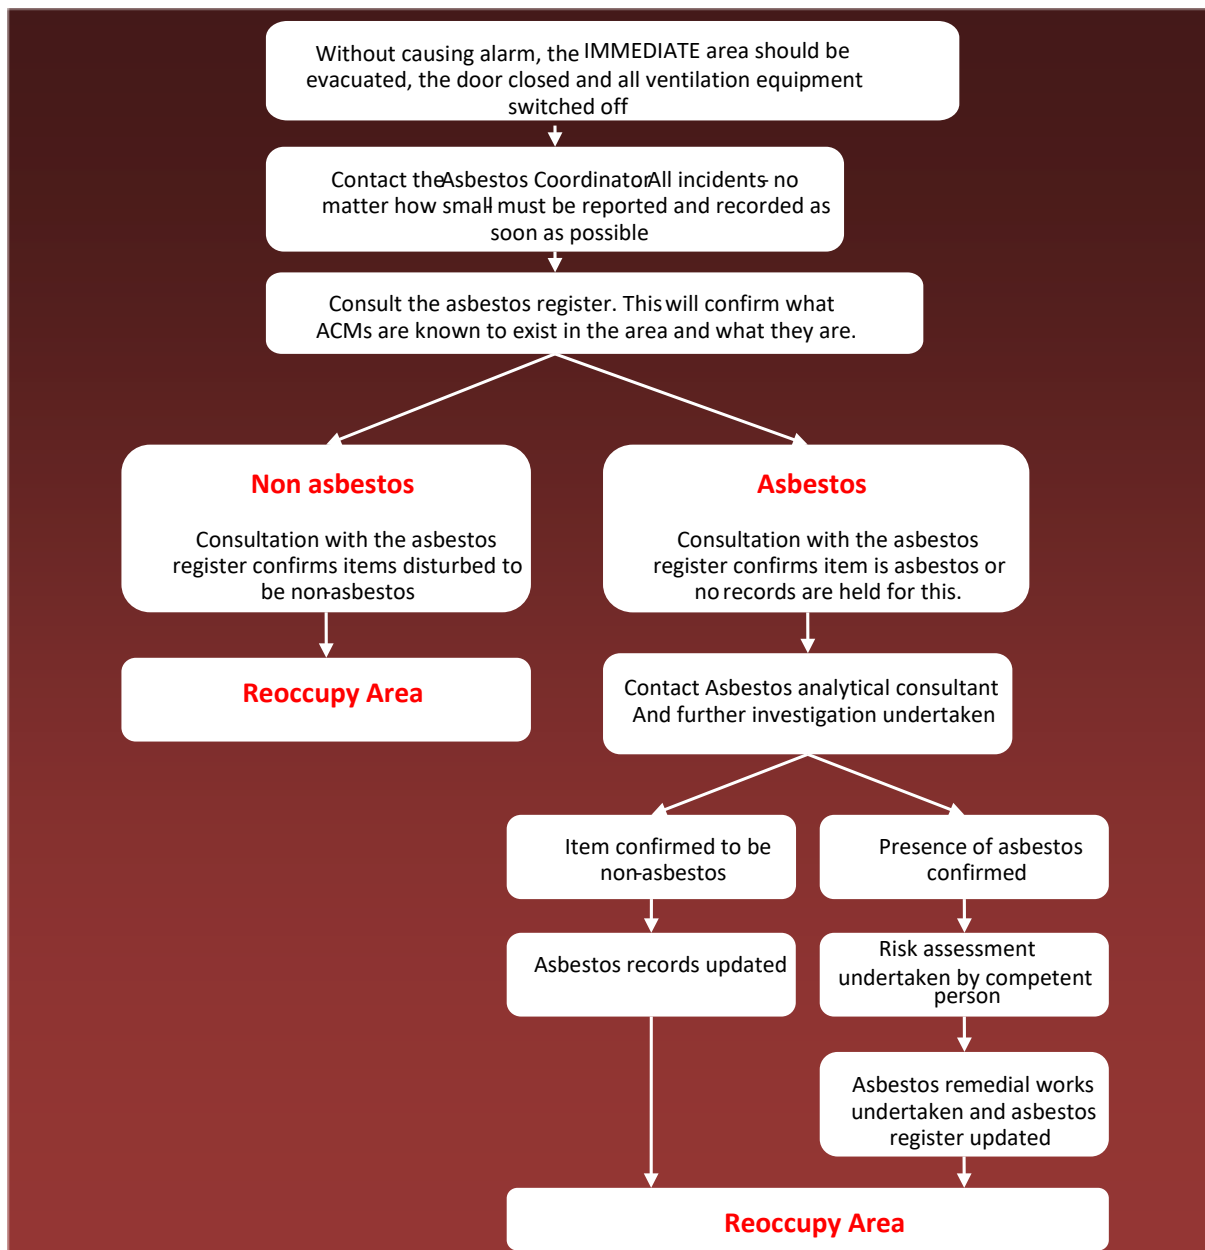 Without causing alarm, the IMMEDIATE area should be
evacuated, the door closed and all ventilation equipment
switched off
Contact the Asbestos Coordinator. All incidents - no
matter how small - must be reported and recorded as
soon as possible
Consult the asbestos register. This will confirm what
ACMs are known to exist in the area and what they are.
Non asbestos
Consultation with the asbestos
register confirms items disturbed to
be non-asbestos
Reoccupy Area
Asbestos
Consultation with the asbestos
register confirms item is asbestos or
no records are held for this.
Contact Asbestos analytical consultant
And further investigation undertaken
Item confirmed to be
non-asbestos
Asbestos records updated
Presence of asbestos
confirmed
Risk assessment
undertaken by competent
person
Asbestos remedial works
undertaken and asbestos
register updated
Reoccupy Area